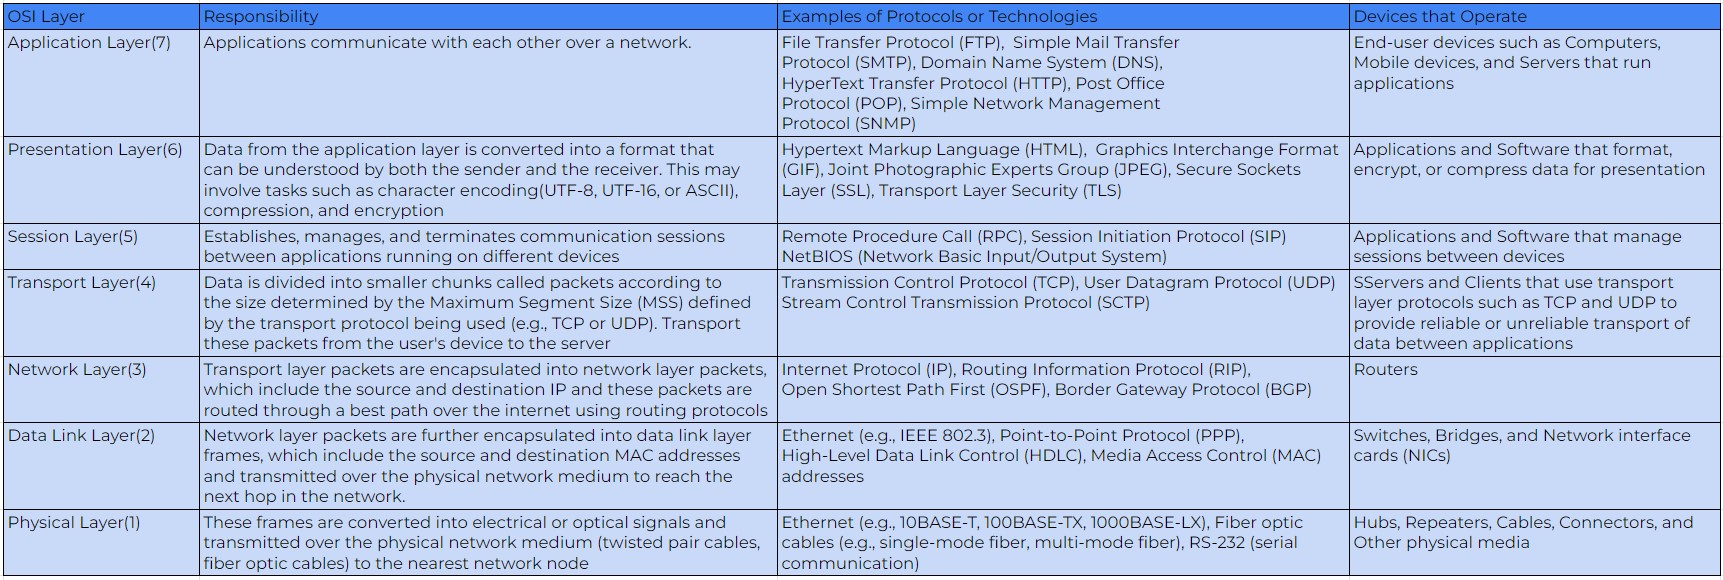 OSI Layer
Responsibility
Examples of Protocols or Technologies
Devices that Operate
Application Layer(7)
Applications communicate with each other over a network.
File Transfer Protocol (FTP),  Simple Mail Transfer
Protocol (SMTP), Domain Name System (DNS),
HyperText Transfer Protocol (HTTP), Post Office
Protocol (POP), Simple Network Management
Protocol (SNMP)
End-user devices such as Computers,
Mobile devices, and Servers that run
applications
Presentation Layer(6)
Data from the application layer is converted into a format that
can be understood by both the sender and the receiver. This may
involve tasks such as character encoding(UTF-8, UTF-16, or ASCII),
compression, and encryption
Hypertext Markup Language (HTML),  Graphics Interchange Format
(GIF), Joint Photographic Experts Group (JPEG), Secure Sockets
Layer (SSL), Transport Layer Security (TLS)
Applications and Software that format,
encrypt, or compress data for presentation
Session Layer(5)
Establishes, manages, and terminates communication sessions
between applications running on different devices
Remote Procedure Call (RPC), Session Initiation Protocol (SIP)
NetBIOS (Network Basic Input/Output System)
Applications and Software that manage
sessions between devices
Transport Layer(4)
Data is divided into smaller chunks called packets according to
the size determined by the Maximum Segment Size (MSS) defined
by the transport protocol being used (e.g., TCP or UDP). Transport
these packets from the user's device to the server
Transmission Control Protocol (TCP), User Datagram Protocol (UDP)
Stream Control Transmission Protocol (SCTP)
SServers and Clients that use transport
layer protocols such as TCP and UDP to
provide reliable or unreliable transport of
data between applications
Network Layer(3)
Transport layer packets are encapsulated into network layer packets,
which include the source and destination IP and these packets are
routed through a best path over the internet using routing protocols
Internet Protocol (IP), Routing Information Protocol (RIP),
Open Shortest Path First (OSPF), Border Gateway Protocol (BGP)
Routers
Data Link Layer(2)
Network layer packets are further encapsulated into data link layer
frames, which include the source and destination MAC addresses
and transmitted over the physical network medium to reach the
next hop in the network.
Ethernet (e.g., IEEE 802.3), Point-to-Point Protocol (PPP),
High-Level Data Link Control (HDLC), Media Access Control (MAC)
addresses
Switches, Bridges, and Network interface
cards (NICs)
Physical Layer(1)
These frames are converted into electrical or optical signals and
transmitted over the physical network medium (twisted pair cables,
fiber optic cables) to the nearest network node
Ethernet (e.g., 10BASE-T, 100BASE-TX, 1000BASE-LX), Fiber optic
cables (e.g., single-mode fiber, multi-mode fiber), RS-232 (serial
communication)
Hubs, Repeaters, Cables, Connectors, and
Other physical media